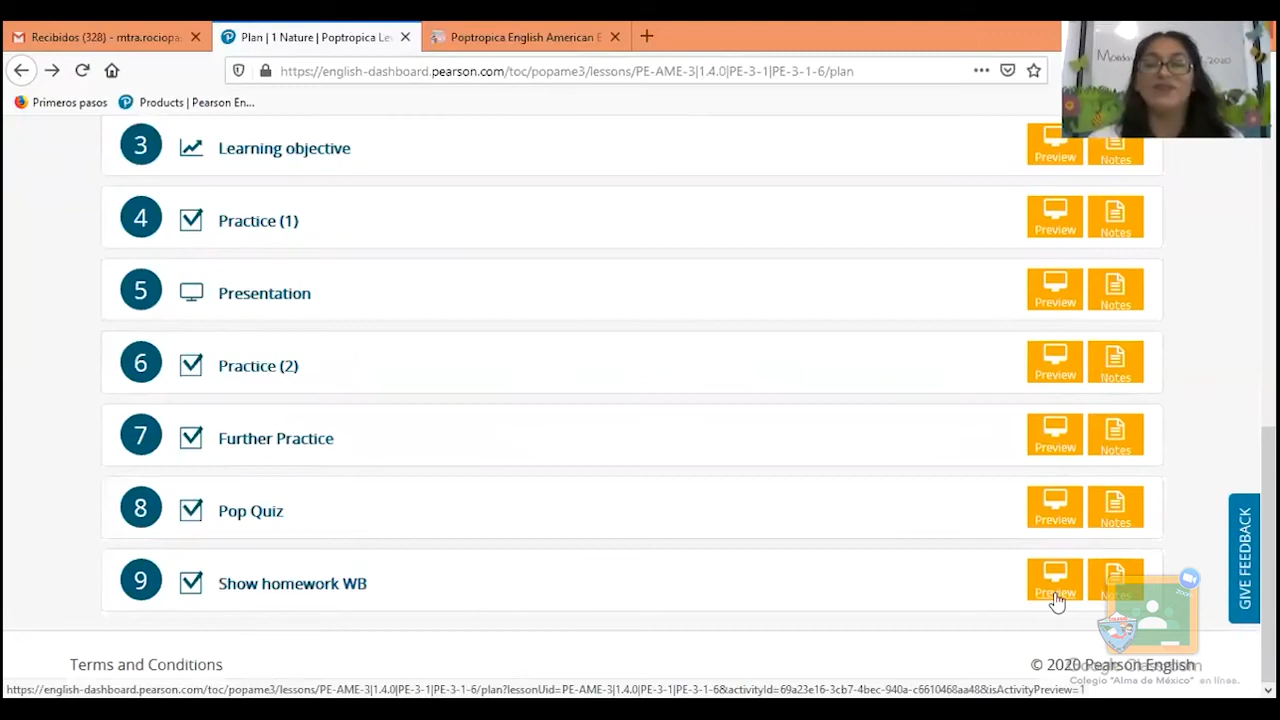 Recibidos (328) - mtra.rociopa
Plan | 1 Nature | Poptropica Le
Poptropica English American E
https://english-dashboard.pearson.com/toc/popame3/lessons/PE-AME-3|1.4.0|PE-3-1|PE-3-1-6/plan
Primeros pasos
Products | Pearson En...
2020
3 Learning objective Preview Notes
4 Practice (1) Preview Notes
5 Presentation Preview Notes
6 Practice (2) Preview Notes
7 Further Practice Preview Notes
8 Pop Quiz Preview Notes
9 Show homework WB Preview Notes
GIVE FEEDBACK
zoom
Terms and Conditions
© 2020 Pearson English
Google Classroom
Colegio "Alma de México" en línea.
https://english-dashboard.pearson.com/toc/popame3/lessons/PE-AME-3|1.4.0|PE-3-1|PE-3-1-6/plan?lessonUid=PE-AME-3|1.4.0|PE-3-1|PE-3-1-6&activityId=69a23e16-3cb7-4bec-940a-c6610468aa48&isActivityPreview=1